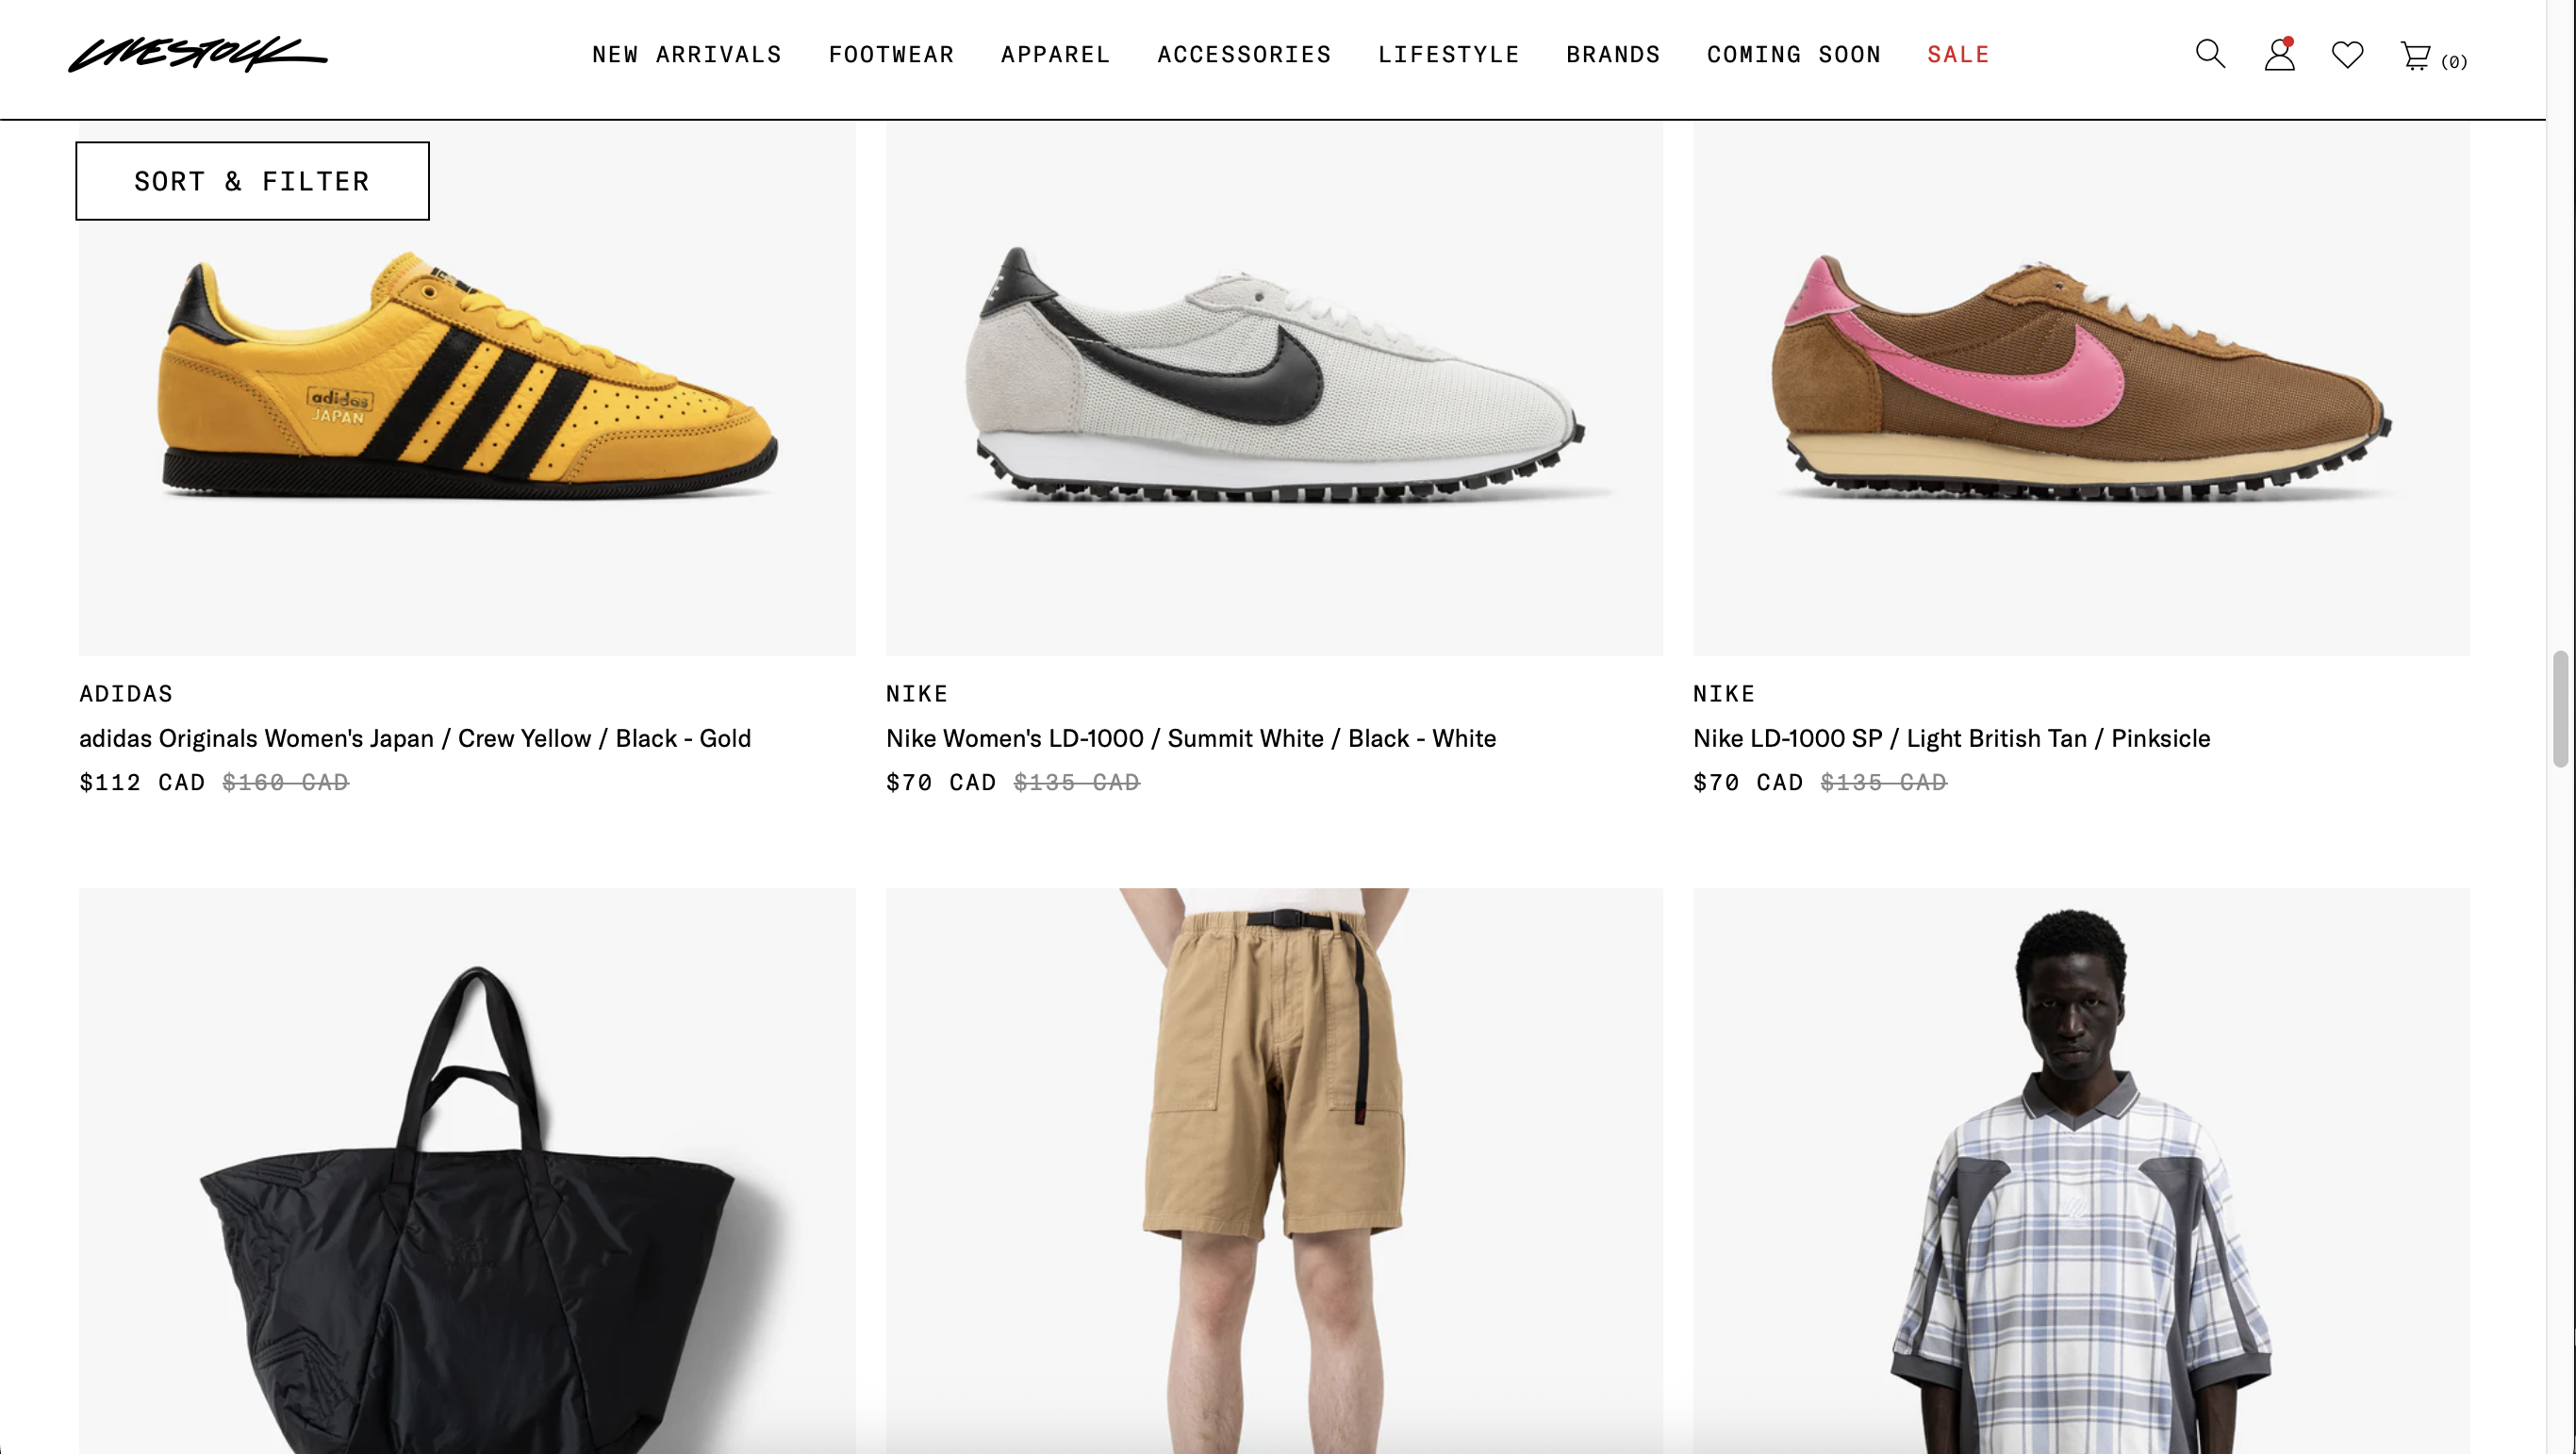 LIVESTOCK
NEW ARRIVALS FOOTWEAR APPAREL ACCESSORIES LIFESTYLE BRANDS COMING SOON SALE (0)
SORT & FILTER
adidas
JAPAN
ADIDAS
adidas Originals Women's Japan / Crew Yellow / Black - Gold
$112 CAD $160 CAD
NIKE
Nike Women's LD-1000 / Summit White / Black - White
$70 CAD $135 CAD
NIKE
Nike LD-1000 SP / Light British Tan / Pinksicle
$70 CAD $135 CAD